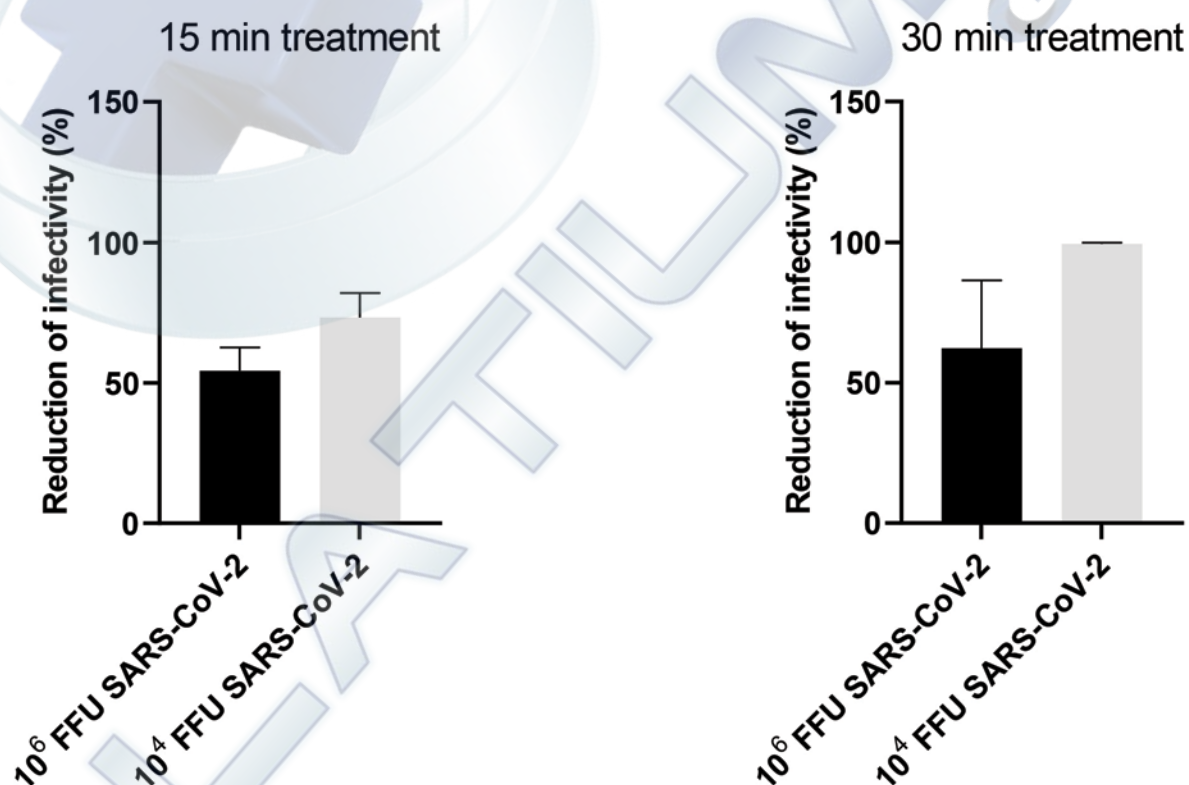 15 min treatment
Reduction of infectivity (%)
150
100
50
0
10⁶ FFU SARS-CoV-2
10⁴ FFU SARS-CoV-2
30 min treatment
Reduction of infectivity (%)
150
100
50
0
10⁶ FFU SARS-CoV-2
10⁴ FFU SARS-CoV-2